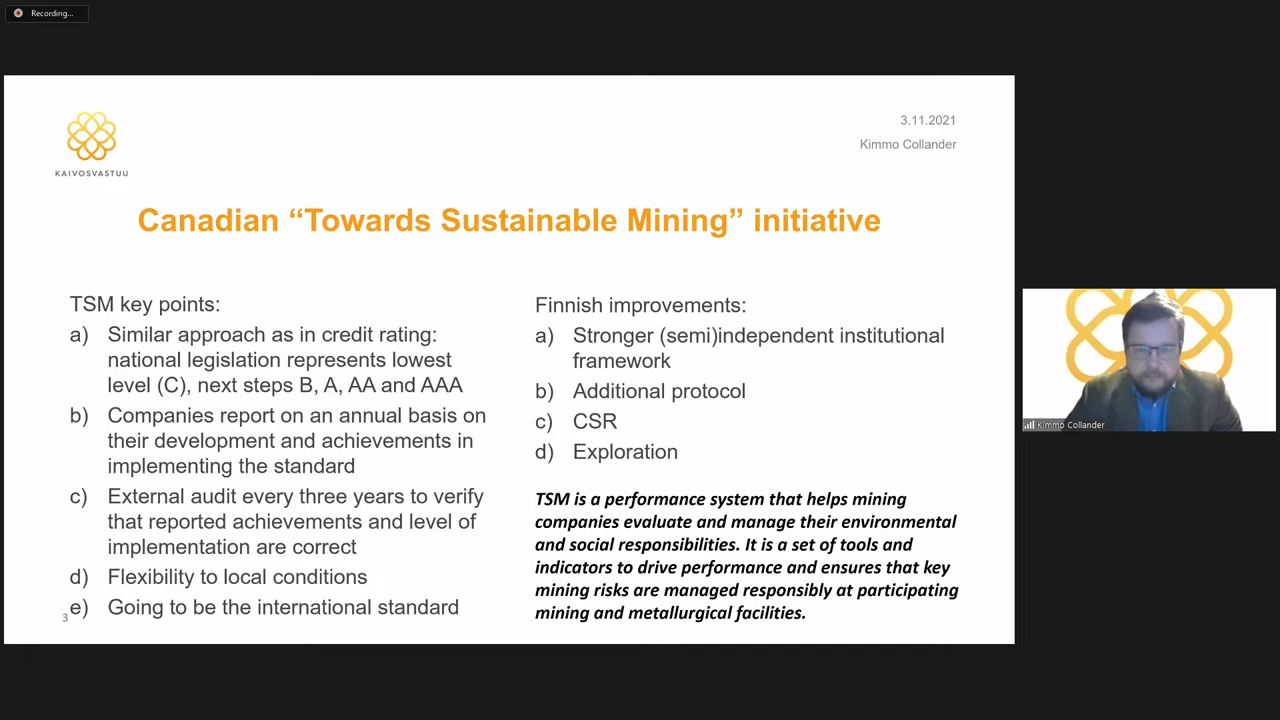 Recording...
KAIVOSVASTUU
3.11.2021
Kimmo Collander
Canadian “Towards Sustainable Mining” initiative
TSM key points:
a) Similar approach as in credit rating:
national legislation represents lowest
level (C), next steps B, A, AA and AAA
b) Companies report on an annual basis on
their development and achievements in
implementing the standard
c) External audit every three years to verify
that reported achievements and level of
implementation are correct
d) Flexibility to local conditions
e) Going to be the international standard
3
Finnish improvements:
a) Stronger (semi)independent institutional
framework
b) Additional protocol
c) CSR
d) Exploration
TSM is a performance system that helps mining
companies evaluate and manage their environmental
and social responsibilities. It is a set of tools and
indicators to drive performance and ensures that key
mining risks are managed responsibly at participating
mining and metallurgical facilities.
Kimmo Collander